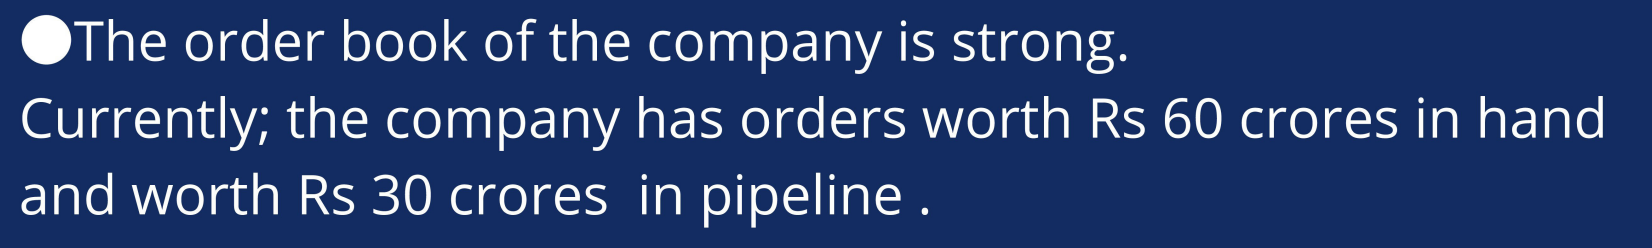 ●The order book of the company is strong.
Currently; the company has orders worth Rs 60 crores in hand
and worth Rs 30 crores  in pipeline .